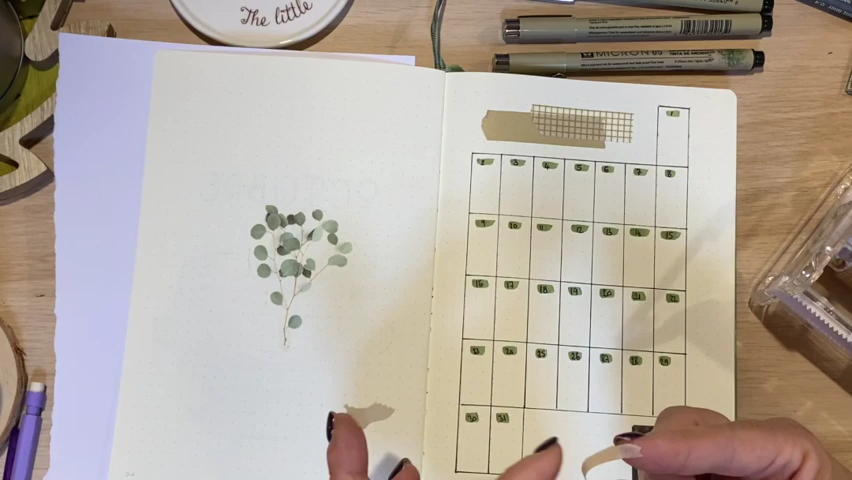 The little
MICRON 05
1
2 3 4 5 6 7 8
9 10 11 12 13 14 15
16 17 18 19 20 21 22
23 24 25 26 27 28 29
30 31